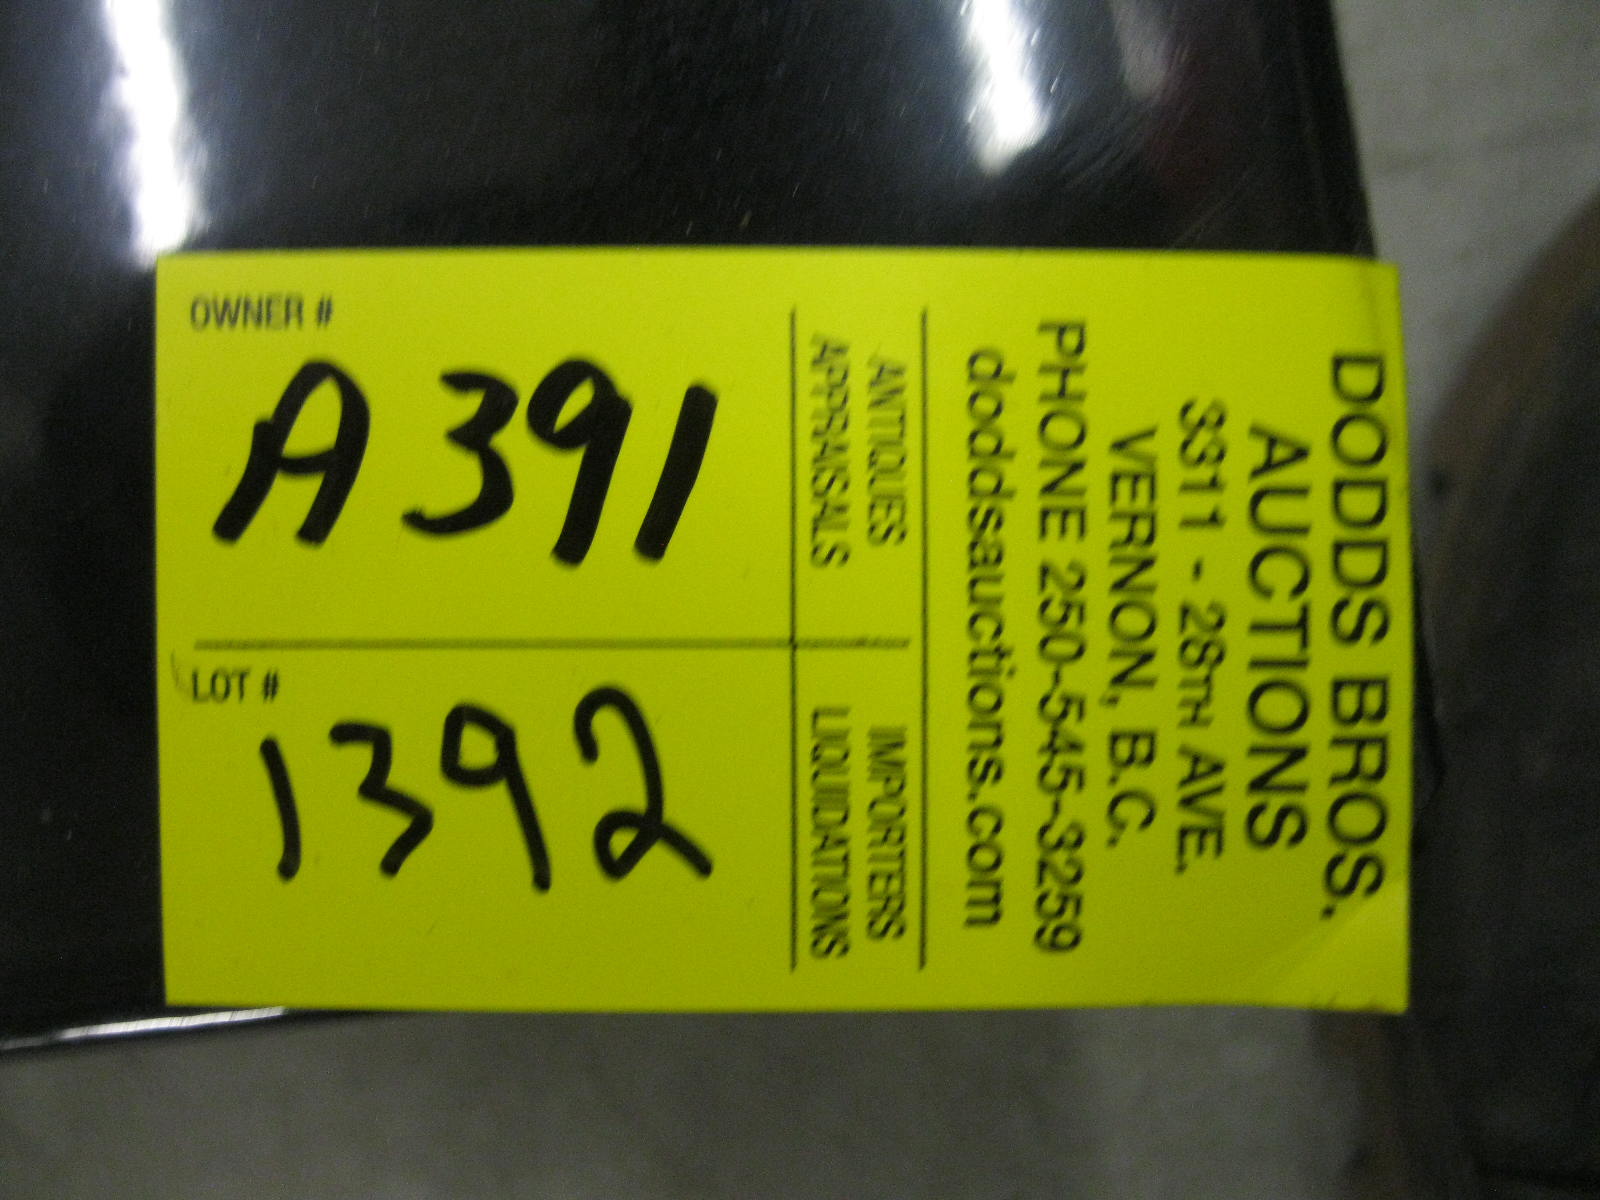 DODDS BROS.
AUCTIONS
3311 - 28TH AVE.
VERNON, B.C.
PHONE 250-545-3259
doddsauctions.com
ANTIQUES IMPORTERS
APPRAISALS LIQUIDATIONS
OWNER #
A391
LOT #
1392